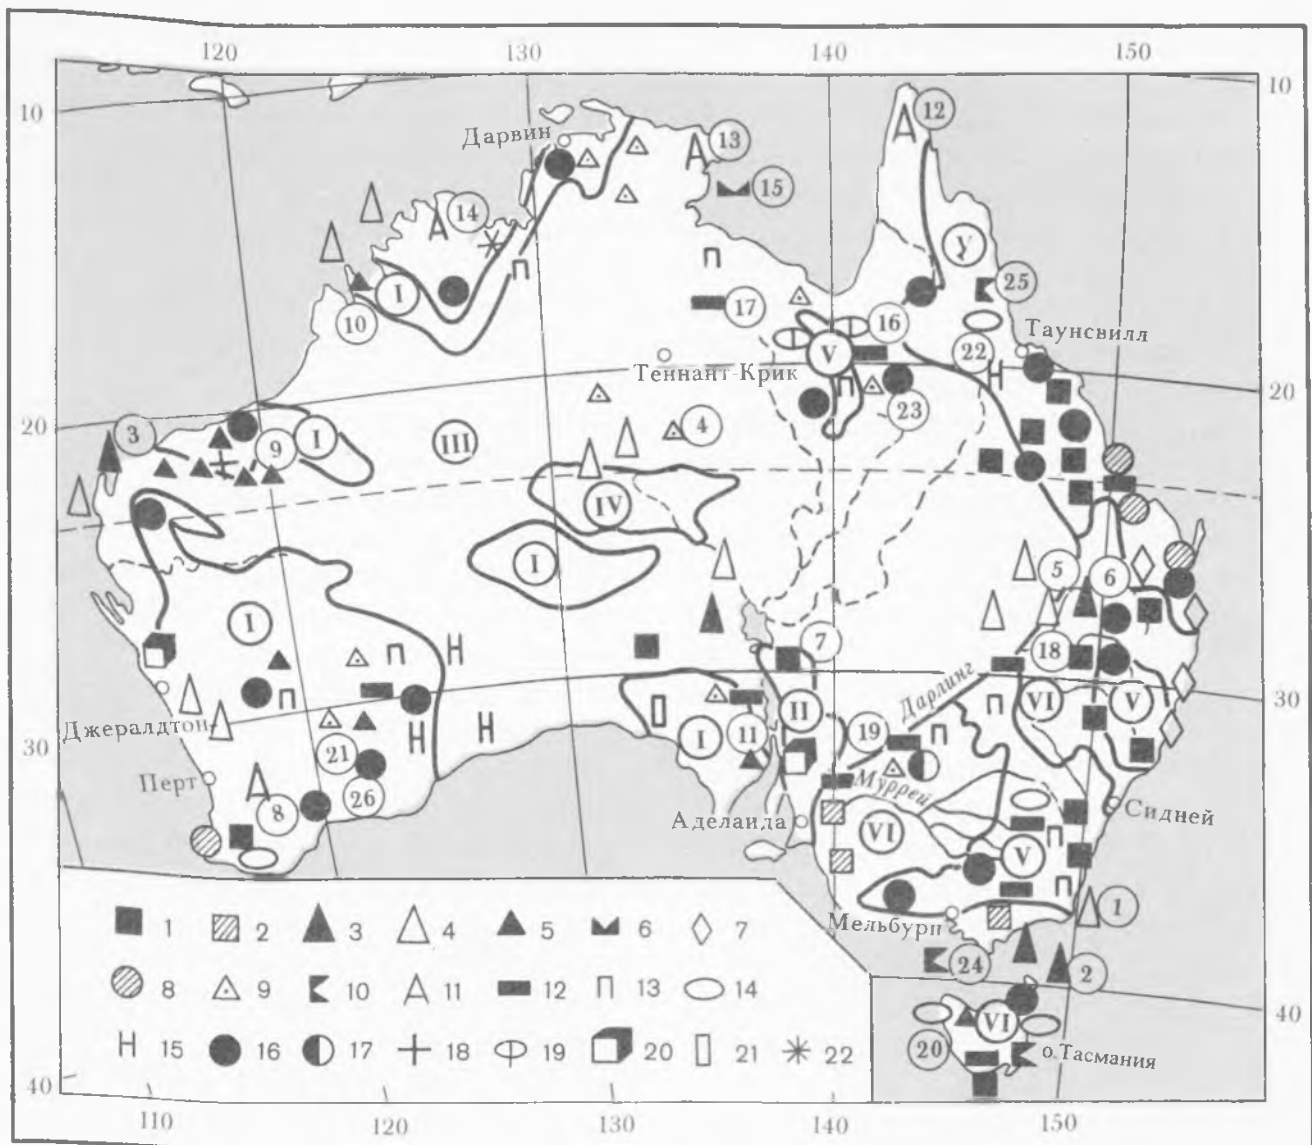 120 130 140 150
10 10
12
Дарвин 13
15
14
V
I 25
10 17 16
Таунсвилл
V 22
Теннант-Крик
23
20 3 9 I III 4 20
IV
I 5 6
I 7 18
Дарлинг VI V 30
II
Джералдтон
I 11 19
30 21
Перт 8 26 Муррей Сидней
Аделаида
VI V
Мельбурн 1
24 2
1 2 3 4 5 6 7
8 9 10 11 12 13 14
VI 40
15 16 17 18 19 20 21 22
20 о.Тасмания
40
110 120 130 140 150